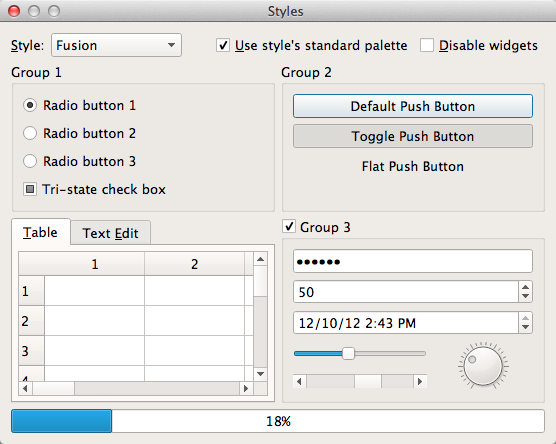 Styles
Style: Fusion Use style's standard palette Disable widgets
Group 1
Radio button 1
Radio button 2
Radio button 3
Tri-state check box
Group 2
Default Push Button
Toggle Push Button
Flat Push Button
Table Text Edit
1 2
1
2
3
4
Group 3
●●●●●●
50
12/10/12 2:43 PM
18%